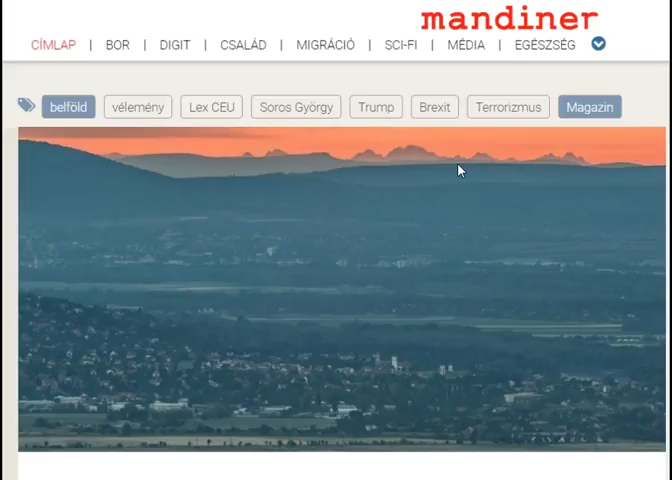 mandiner
CÍMLAP | BOR | DIGIT | CSALÁD | MIGRÁCIÓ | SCI-FI | MÉDIA | EGÉSZSÉG
belföld vélemény Lex CEU Soros György Trump Brexit Terrorizmus Magazin